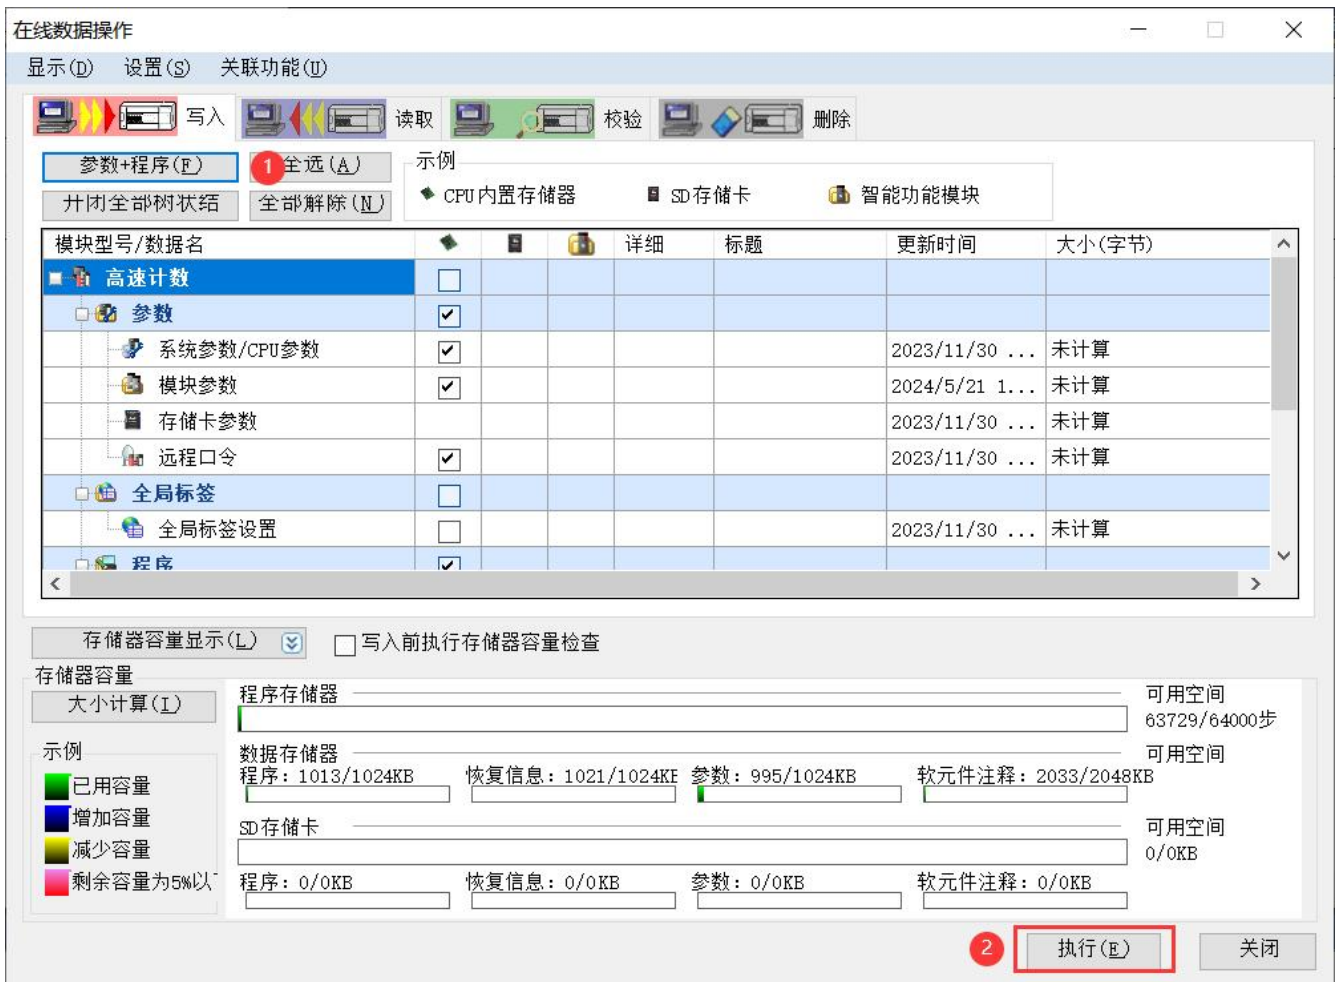 在线数据操作
显示(D) 设置(S) 关联功能(U)
写入 读取 校验 删除
参数+程序(F) 1 全选(A) 示例
开闭全部树状结 全部解除(N) CPU内置存储器 SD存储卡 智能功能模块
模块型号/数据名 详细 标题 更新时间 大小(字节)
高速计数
参数
系统参数/CPU参数 2023/11/30 ... 未计算
模块参数 2024/5/21 1... 未计算
存储卡参数 2023/11/30 ... 未计算
远程口令 2023/11/30 ... 未计算
全局标签
全局标签设置 2023/11/30 ... 未计算
程序
存储器容量显示(L) 写入前执行存储器容量检查
存储器容量
大小计算(I) 程序存储器 可用空间
63729/64000步
示例 数据存储器 可用空间
已用容量 程序: 1013/1024KB 恢复信息: 1021/1024KB 参数: 995/1024KB 软元件注释: 2033/2048KB
增加容量 SD存储卡 可用空间
减少容量 0/0KB
剩余容量为5%以下 程序: 0/0KB 恢复信息: 0/0KB 参数: 0/0KB 软元件注释: 0/0KB
2 执行(E) 关闭